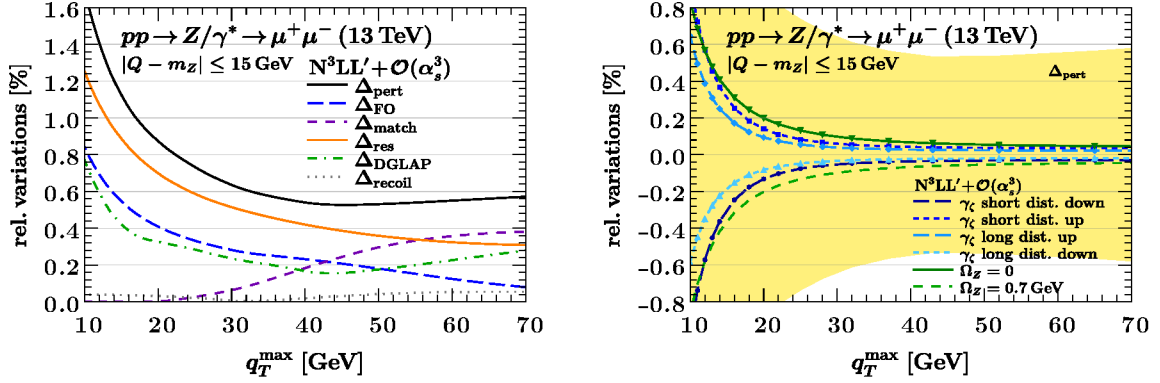 1.6
1.4
1.2
1.0
0.8
0.6
0.4
0.2
0.0
rel. variations [%]
pp → Z/γ* → μ⁺μ⁻ (13 TeV)
|Q − m_Z| ≤ 15 GeV
N³LL′+O(α_s³)
Δ_pert
Δ_FO
Δ_match
Δ_res
Δ_DGLAP
Δ_recoil
10 20 30 40 50 60 70
q_T^max [GeV]
0.8
0.6
0.4
0.2
0.0
−0.2
−0.4
−0.6
−0.8
rel. variations [%]
pp → Z/γ* → μ⁺μ⁻ (13 TeV)
|Q − m_Z| ≤ 15 GeV
Δ_pert
N³LL′+O(α_s³)
γ_ζ short dist. down
γ_ζ short dist. up
γ_ζ long dist. up
γ_ζ long dist. down
Ω_Z = 0
Ω_Z = 0.7 GeV
10 20 30 40 50 60 70
q_T^max [GeV]